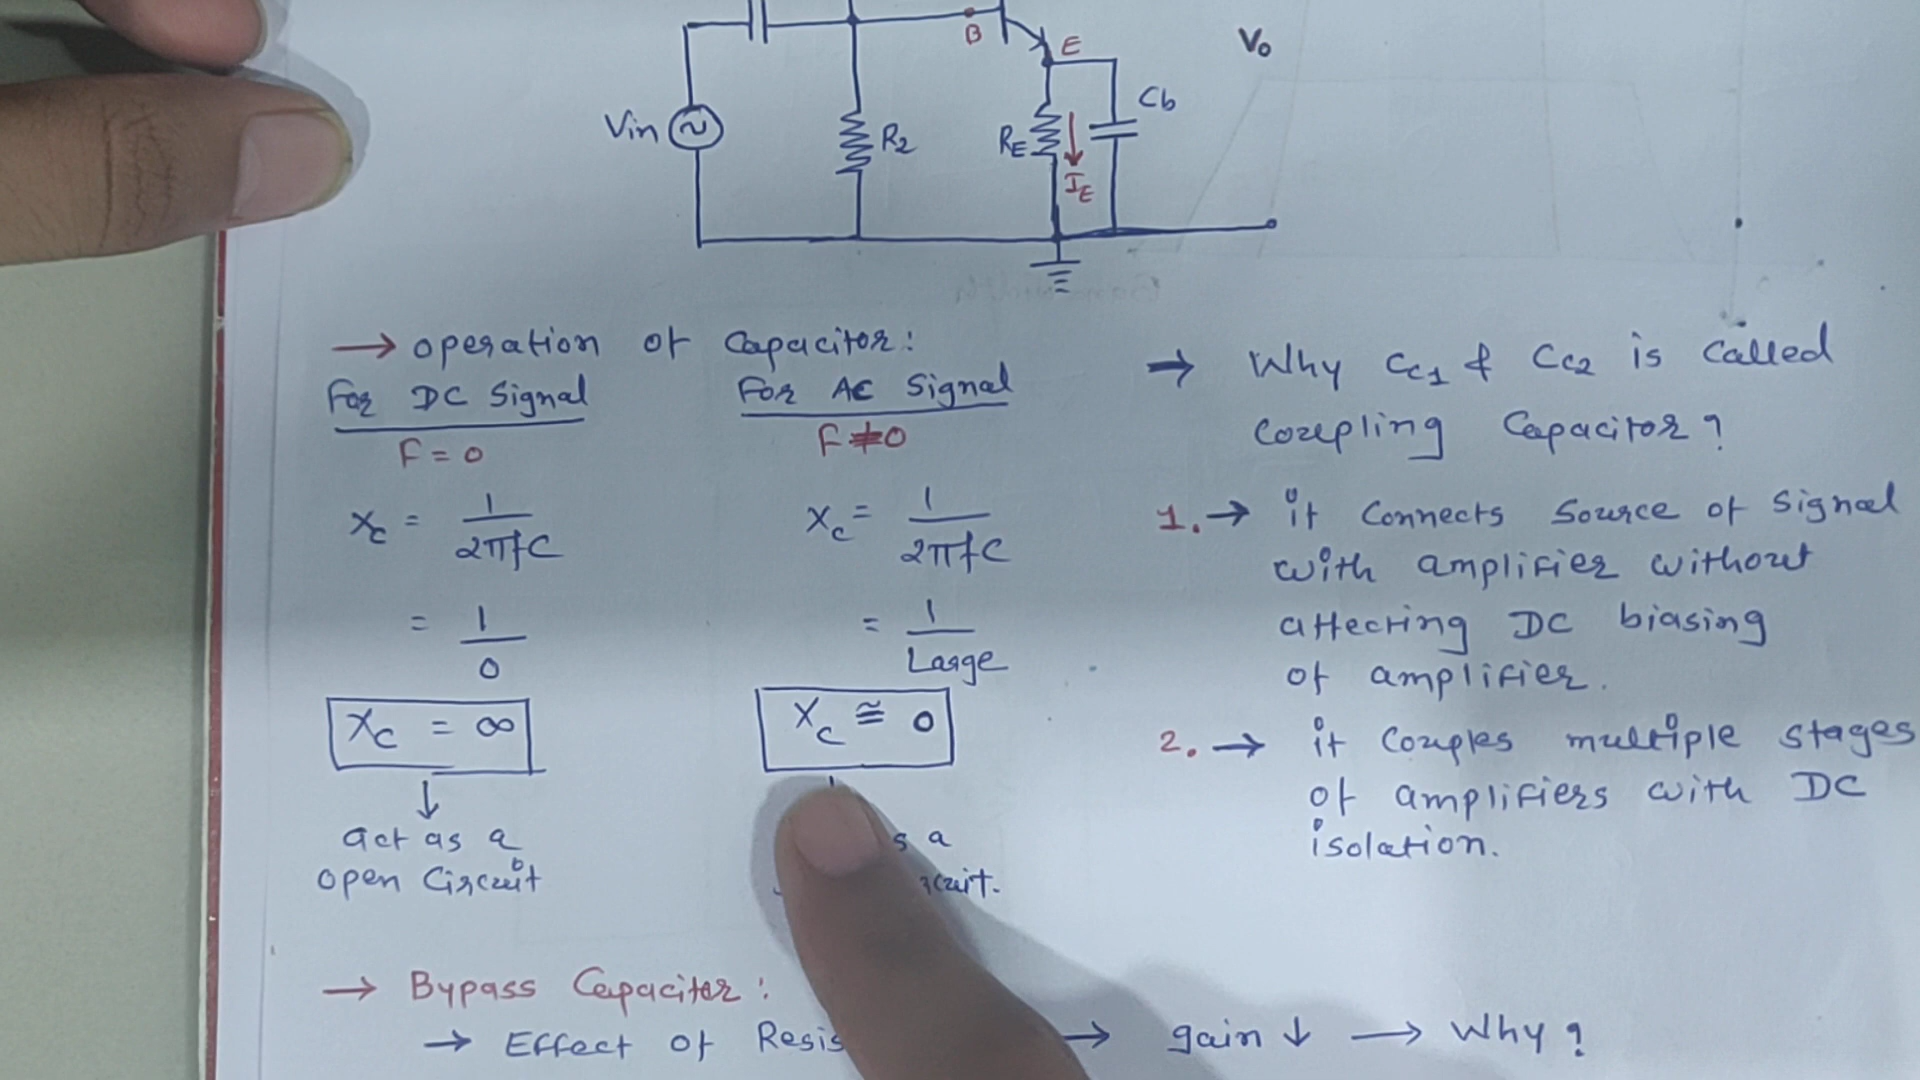 B
E
Vo
Vin
R2
RE
IE
Cb
→ operation of Capacitor:
For DC Signal
F = 0
Xc = 1/2πfC
= 1/0
Xc = ∞
↓
act as a
open Circuit
For AC Signal
F ≠ 0
Xc = 1/2πfC
= 1/Large
Xc ≅ 0
a
→ Why Cc1 & Cc2 is called
Coupling Capacitor?
1. → it Connects Source of Signal
with amplifier without
affecting DC biasing
of amplifier.
2. → it Couples multiple stages
of amplifiers with DC
isolation.
→ Bypass Capacitor:
→ Effect of → gain ↓ → Why ?